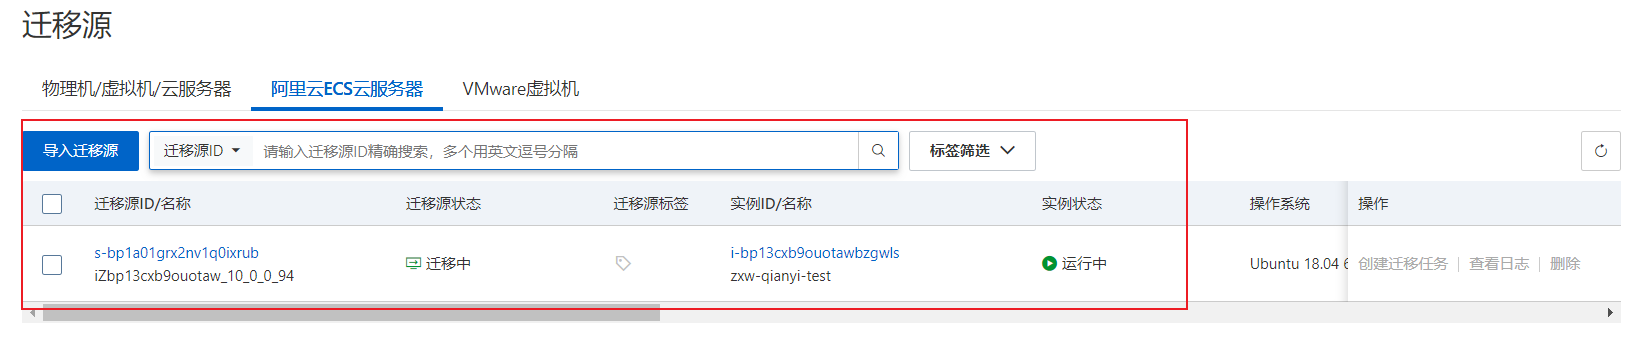 迁移源
物理机/虚拟机/云服务器 阿里云ECS云服务器 VMware虚拟机
导入迁移源 迁移源ID 请输入迁移源ID精确搜索，多个用英文逗号分隔 标签筛选
迁移源ID/名称 迁移源状态 迁移源标签 实例ID/名称 实例状态 操作系统 操作
s-bp1a01grx2nv1q0ixrub i-bp13cxb9ouotawbzgwls
迁移中 运行中 Ubuntu 18.04 6 创建迁移任务 查看日志 删除
iZbp13cxb9ouotaw_10_0_0_94 zxw-qianyi-test